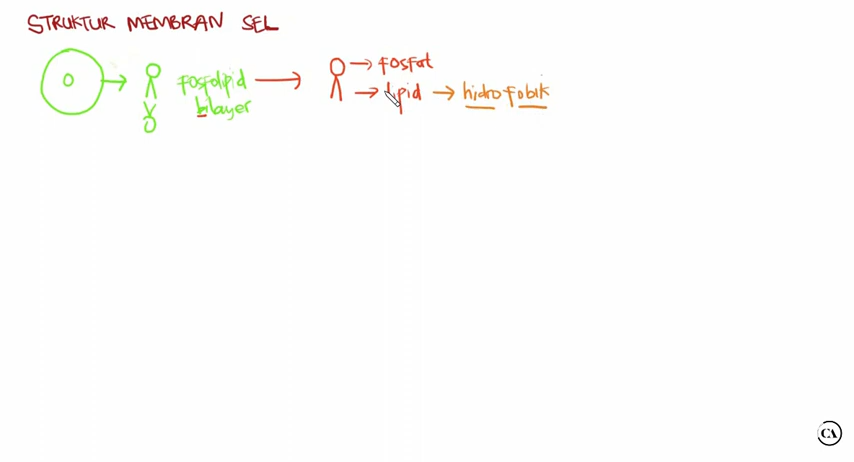 STRUKTUR MEMBRAN SEL
fosfolipid
bilayer
fosfat
lipid
hidrofobik
CA